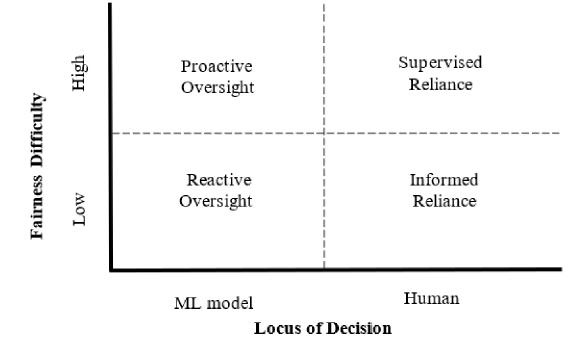 Fairness Difficulty
High
Low
Proactive
Oversight
Supervised
Reliance
Reactive
Oversight
Informed
Reliance
ML model
Human
Locus of Decision